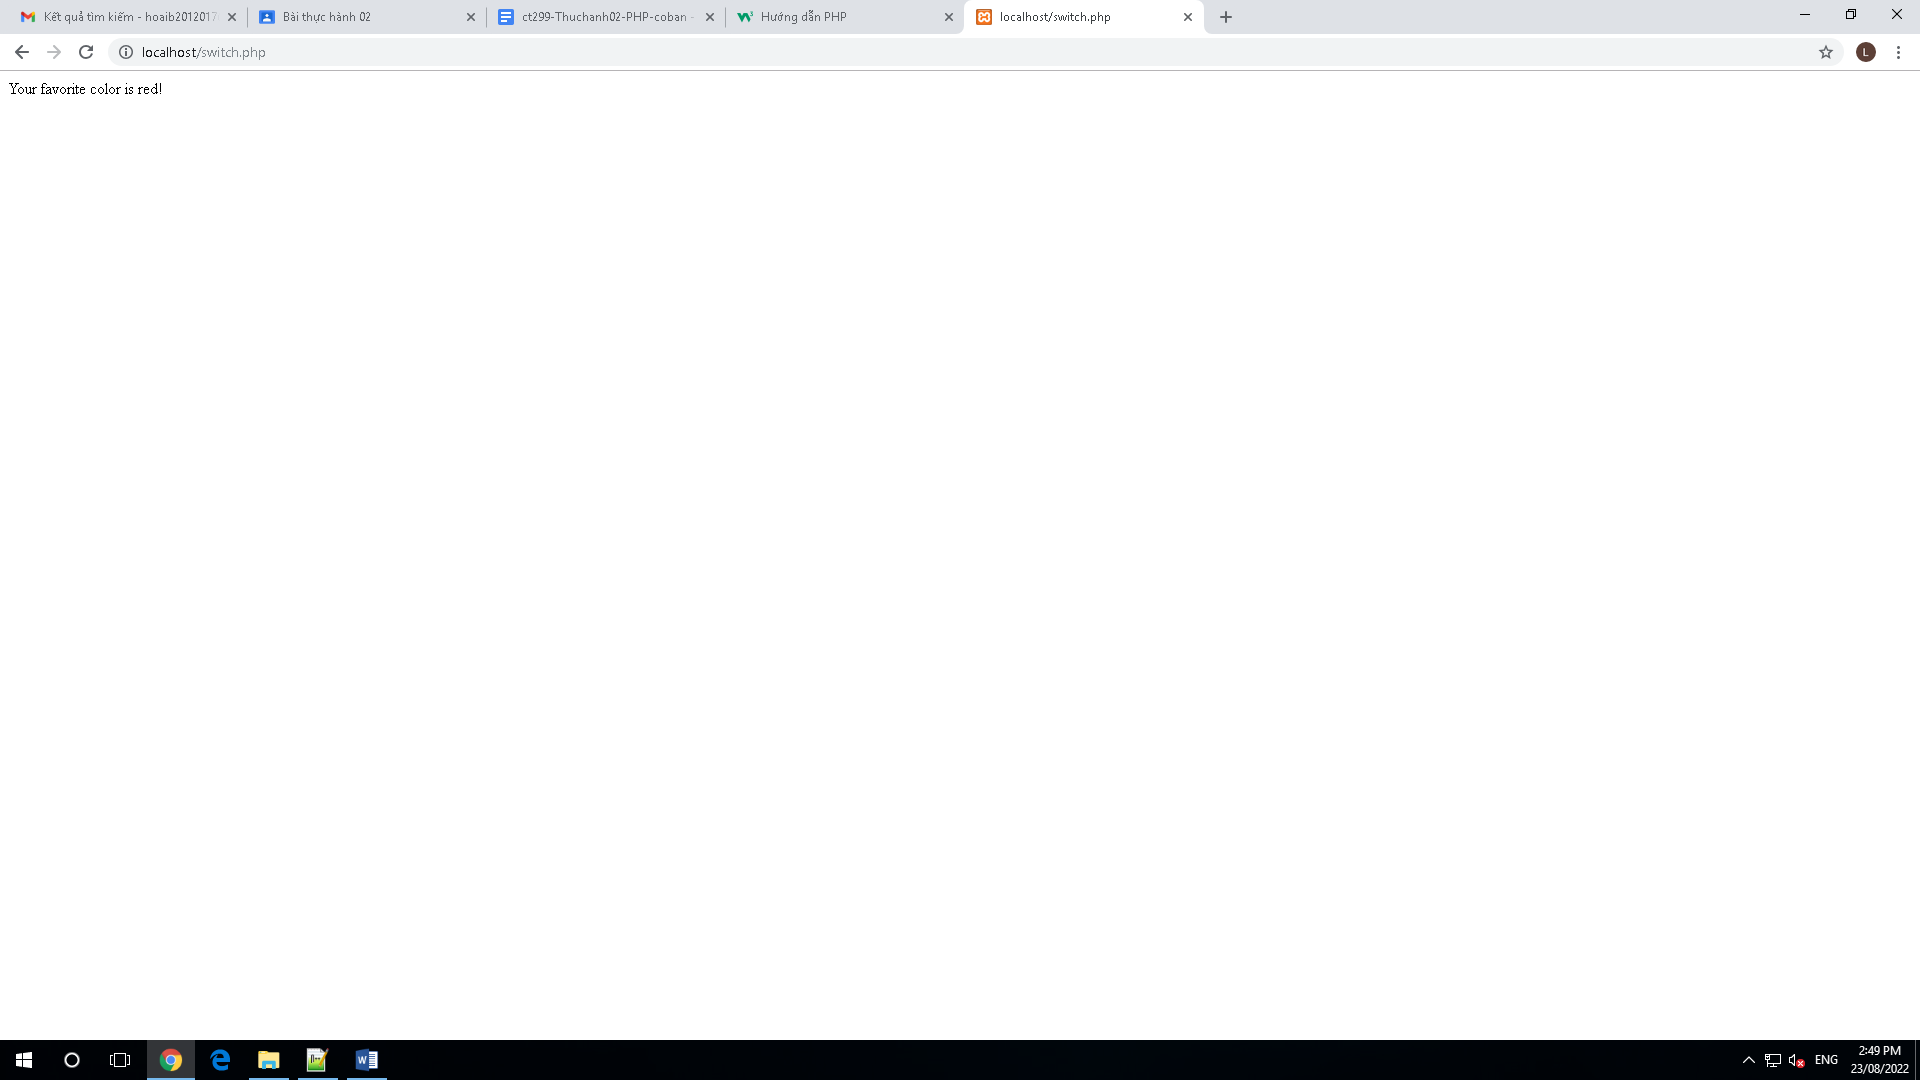 Kết quả tìm kiếm - hoaib2012017
Bài thực hành 02
ct299-Thuchanh02-PHP-coban -
W3
Hướng dẫn PHP
localhost/switch.php
localhost/switch.php
L
Your favorite color is red!
ENG
2:49 PM
23/08/2022